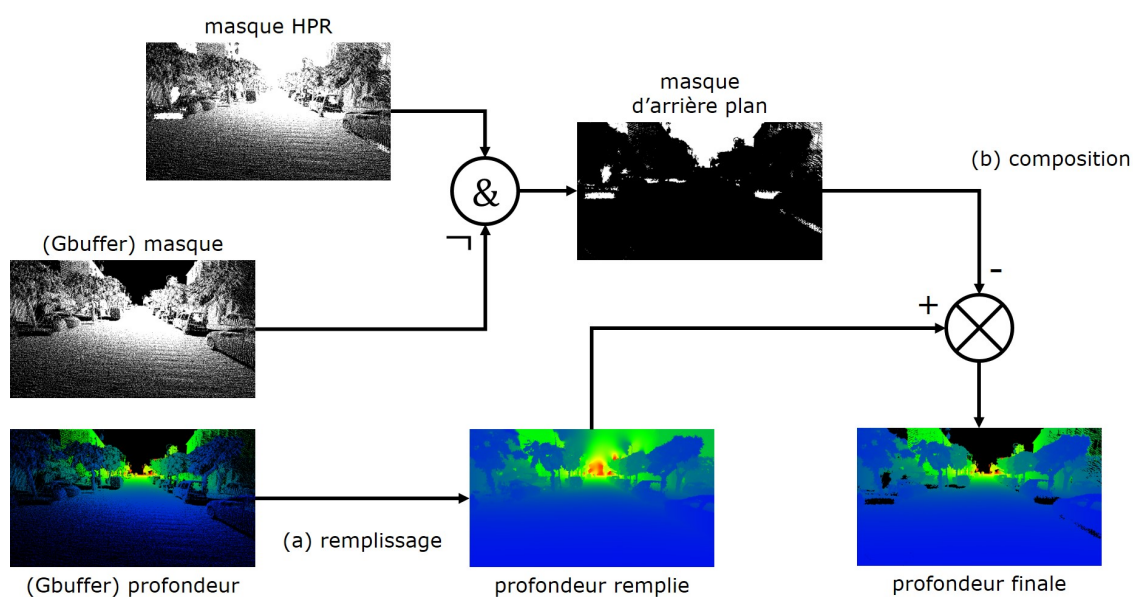 masque HPR
masque
d'arrière plan
(b) composition
&
¬
(Gbuffer) masque
-
+
(a) remplissage
(Gbuffer) profondeur
profondeur remplie
profondeur finale